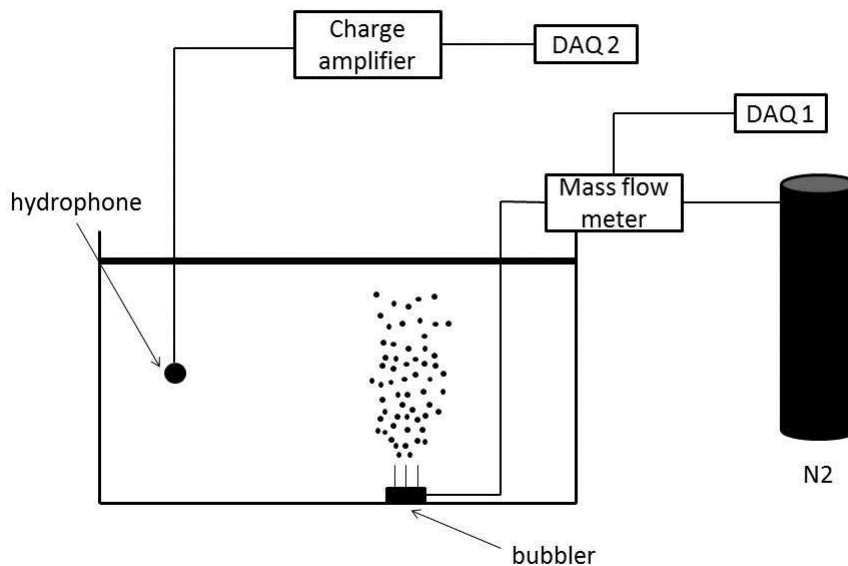 Charge
amplifier
DAQ 2
DAQ 1
Mass flow
meter
hydrophone
N2
bubbler